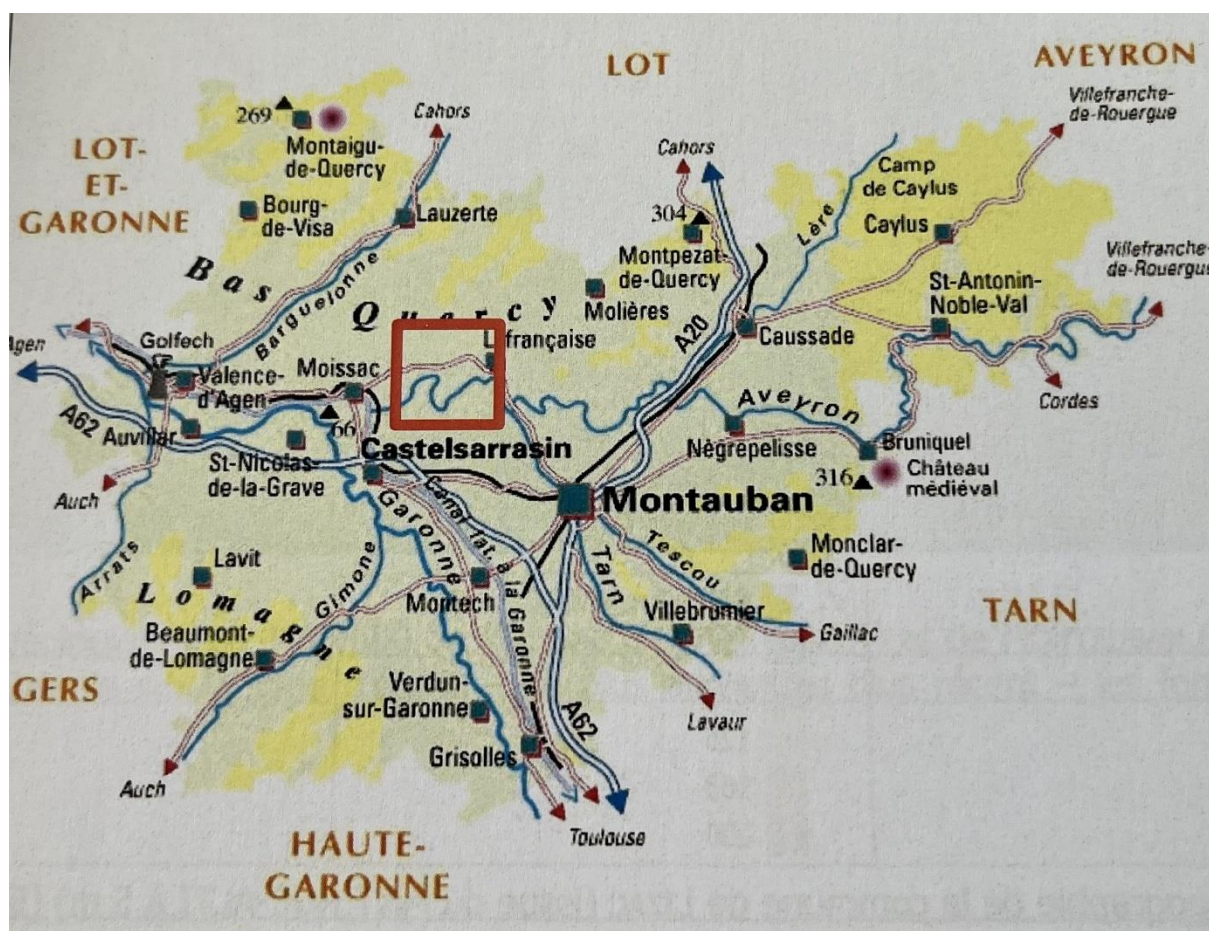 LOT
AVEYRON
Villefranche-
de-Rouergue
269
Montaigu-
de-Quercy
Cahors
LOT-
ET-
GARONNE
Cahors
Camp
de Caylus
Bourg-
de-Visa
Lauzerte
304
Lère
Caylus
Montpezat-
de-Quercy
Villefranche-
de-Rouergue
St-Antonin-
Noble-Val
Bas
Quercy
Barguelonne
Molières
A20
Caussade
Golfech
Moissac
française
Valence-
d'Agen
A62
66
Auvillar
Castelsarrasin
Aveyron
Cordes
Nègrepelisse
Bruniquel
St-Nicolas-
de-la-Grave
316
Château
médiéval
Auch
Garonne
Canal lat. à la Garonne
Montauban
Arrats
Lavit
Lomagne
Gimone
Tarn
Tescou
Monclar-
de-Quercy
Montech
Villebrumier
TARN
Beaumont-
de-Lomagne
Gaillac
GERS
Verdun-
sur-Garonne
A62
Lavaur
Grisolles
Auch
Toulouse
HAUTE-
GARONNE